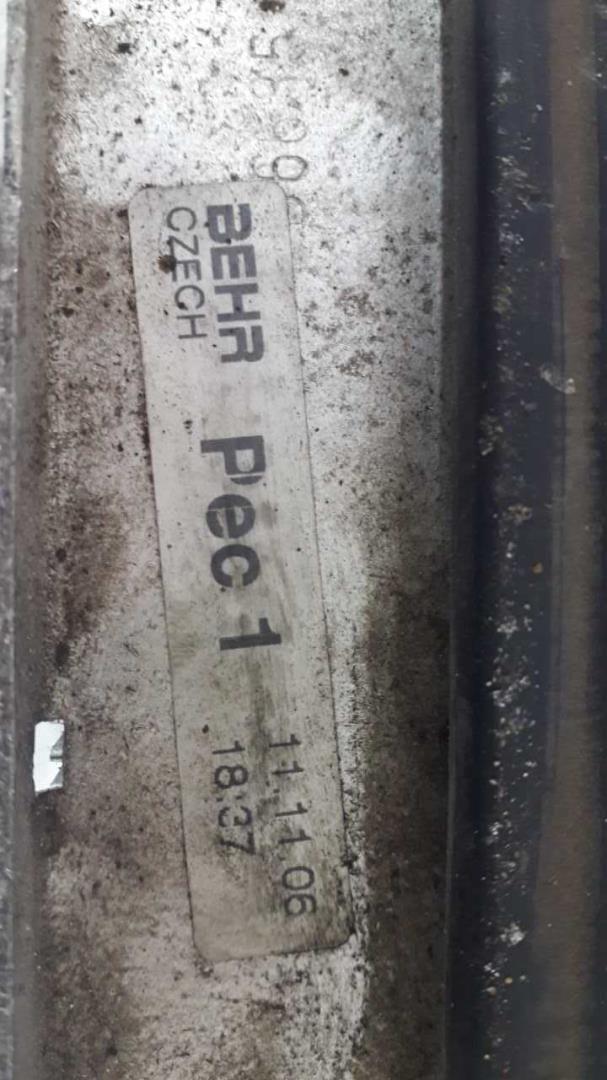 BEHR
CZECH
Pec 1
11.11.06
18:37